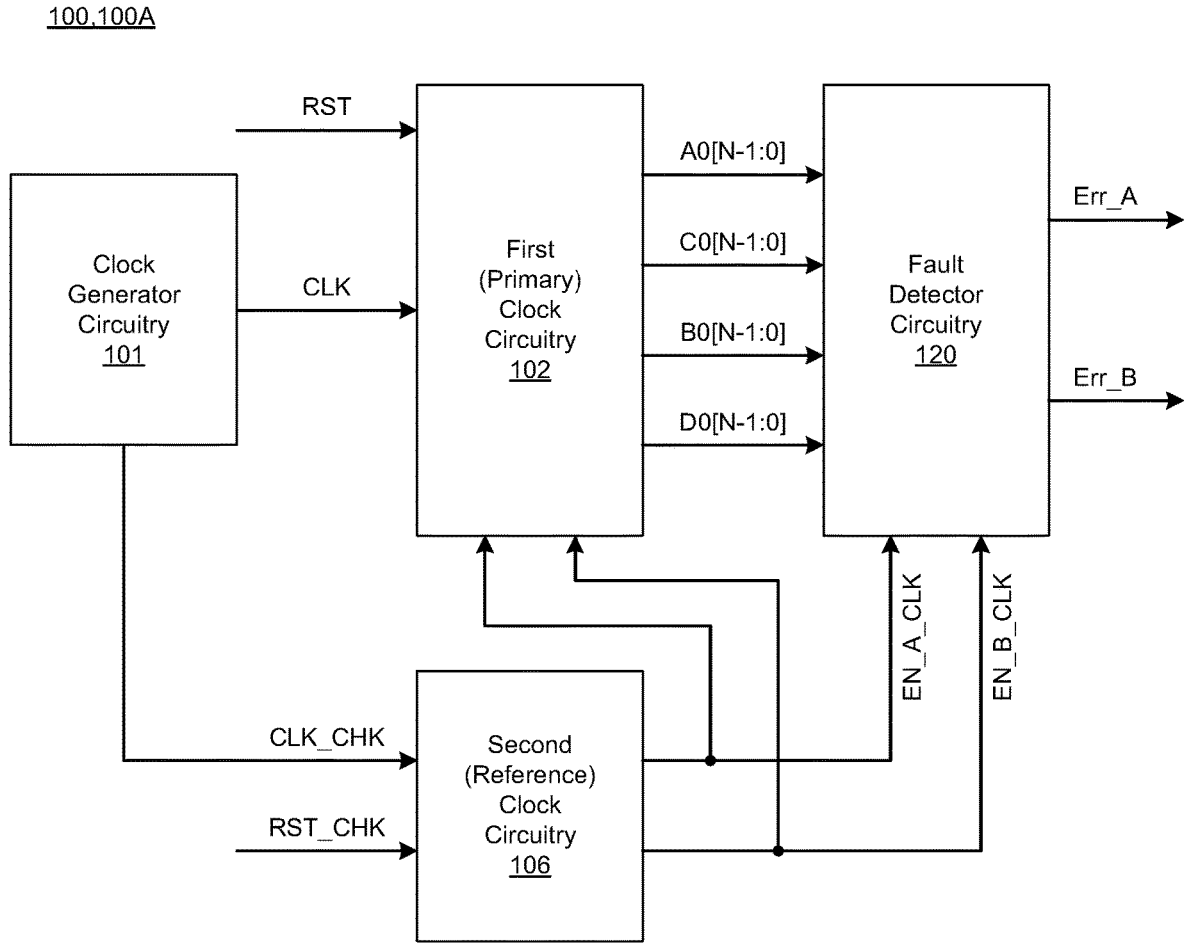 100,100A
RST
Clock
Generator
Circuitry
101
CLK
First
(Primary)
Clock
Circuitry
102
A0[N-1:0]
C0[N-1:0]
B0[N-1:0]
D0[N-1:0]
Fault
Detector
Circuitry
120
Err_A
Err_B
EN_A_CLK
EN_B_CLK
CLK_CHK
RST_CHK
Second
(Reference)
Clock
Circuitry
106